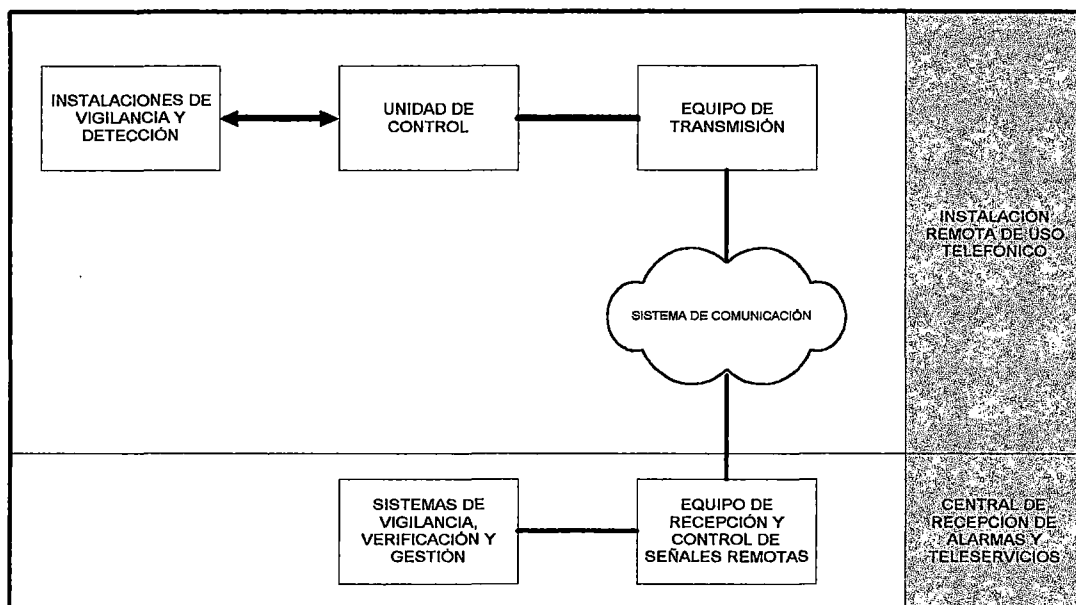 INSTALACIONES DE
VIGILANCIA Y
DETECCIÓN
UNIDAD DE
CONTROL
EQUIPO DE
TRANSMISIÓN
INSTALACIÓN
REMOTA DE USO
TELEFÓNICO
SISTEMA DE COMUNICACIÓN
SISTEMAS DE
VIGILANCIA,
VERIFICACIÓN Y
GESTIÓN
EQUIPO DE
RECEPCIÓN Y
CONTROL DE
SEÑALES REMOTAS
CENTRAL DE
RECEPCIÓN DE
ALARMAS Y
TELESERVICIOS